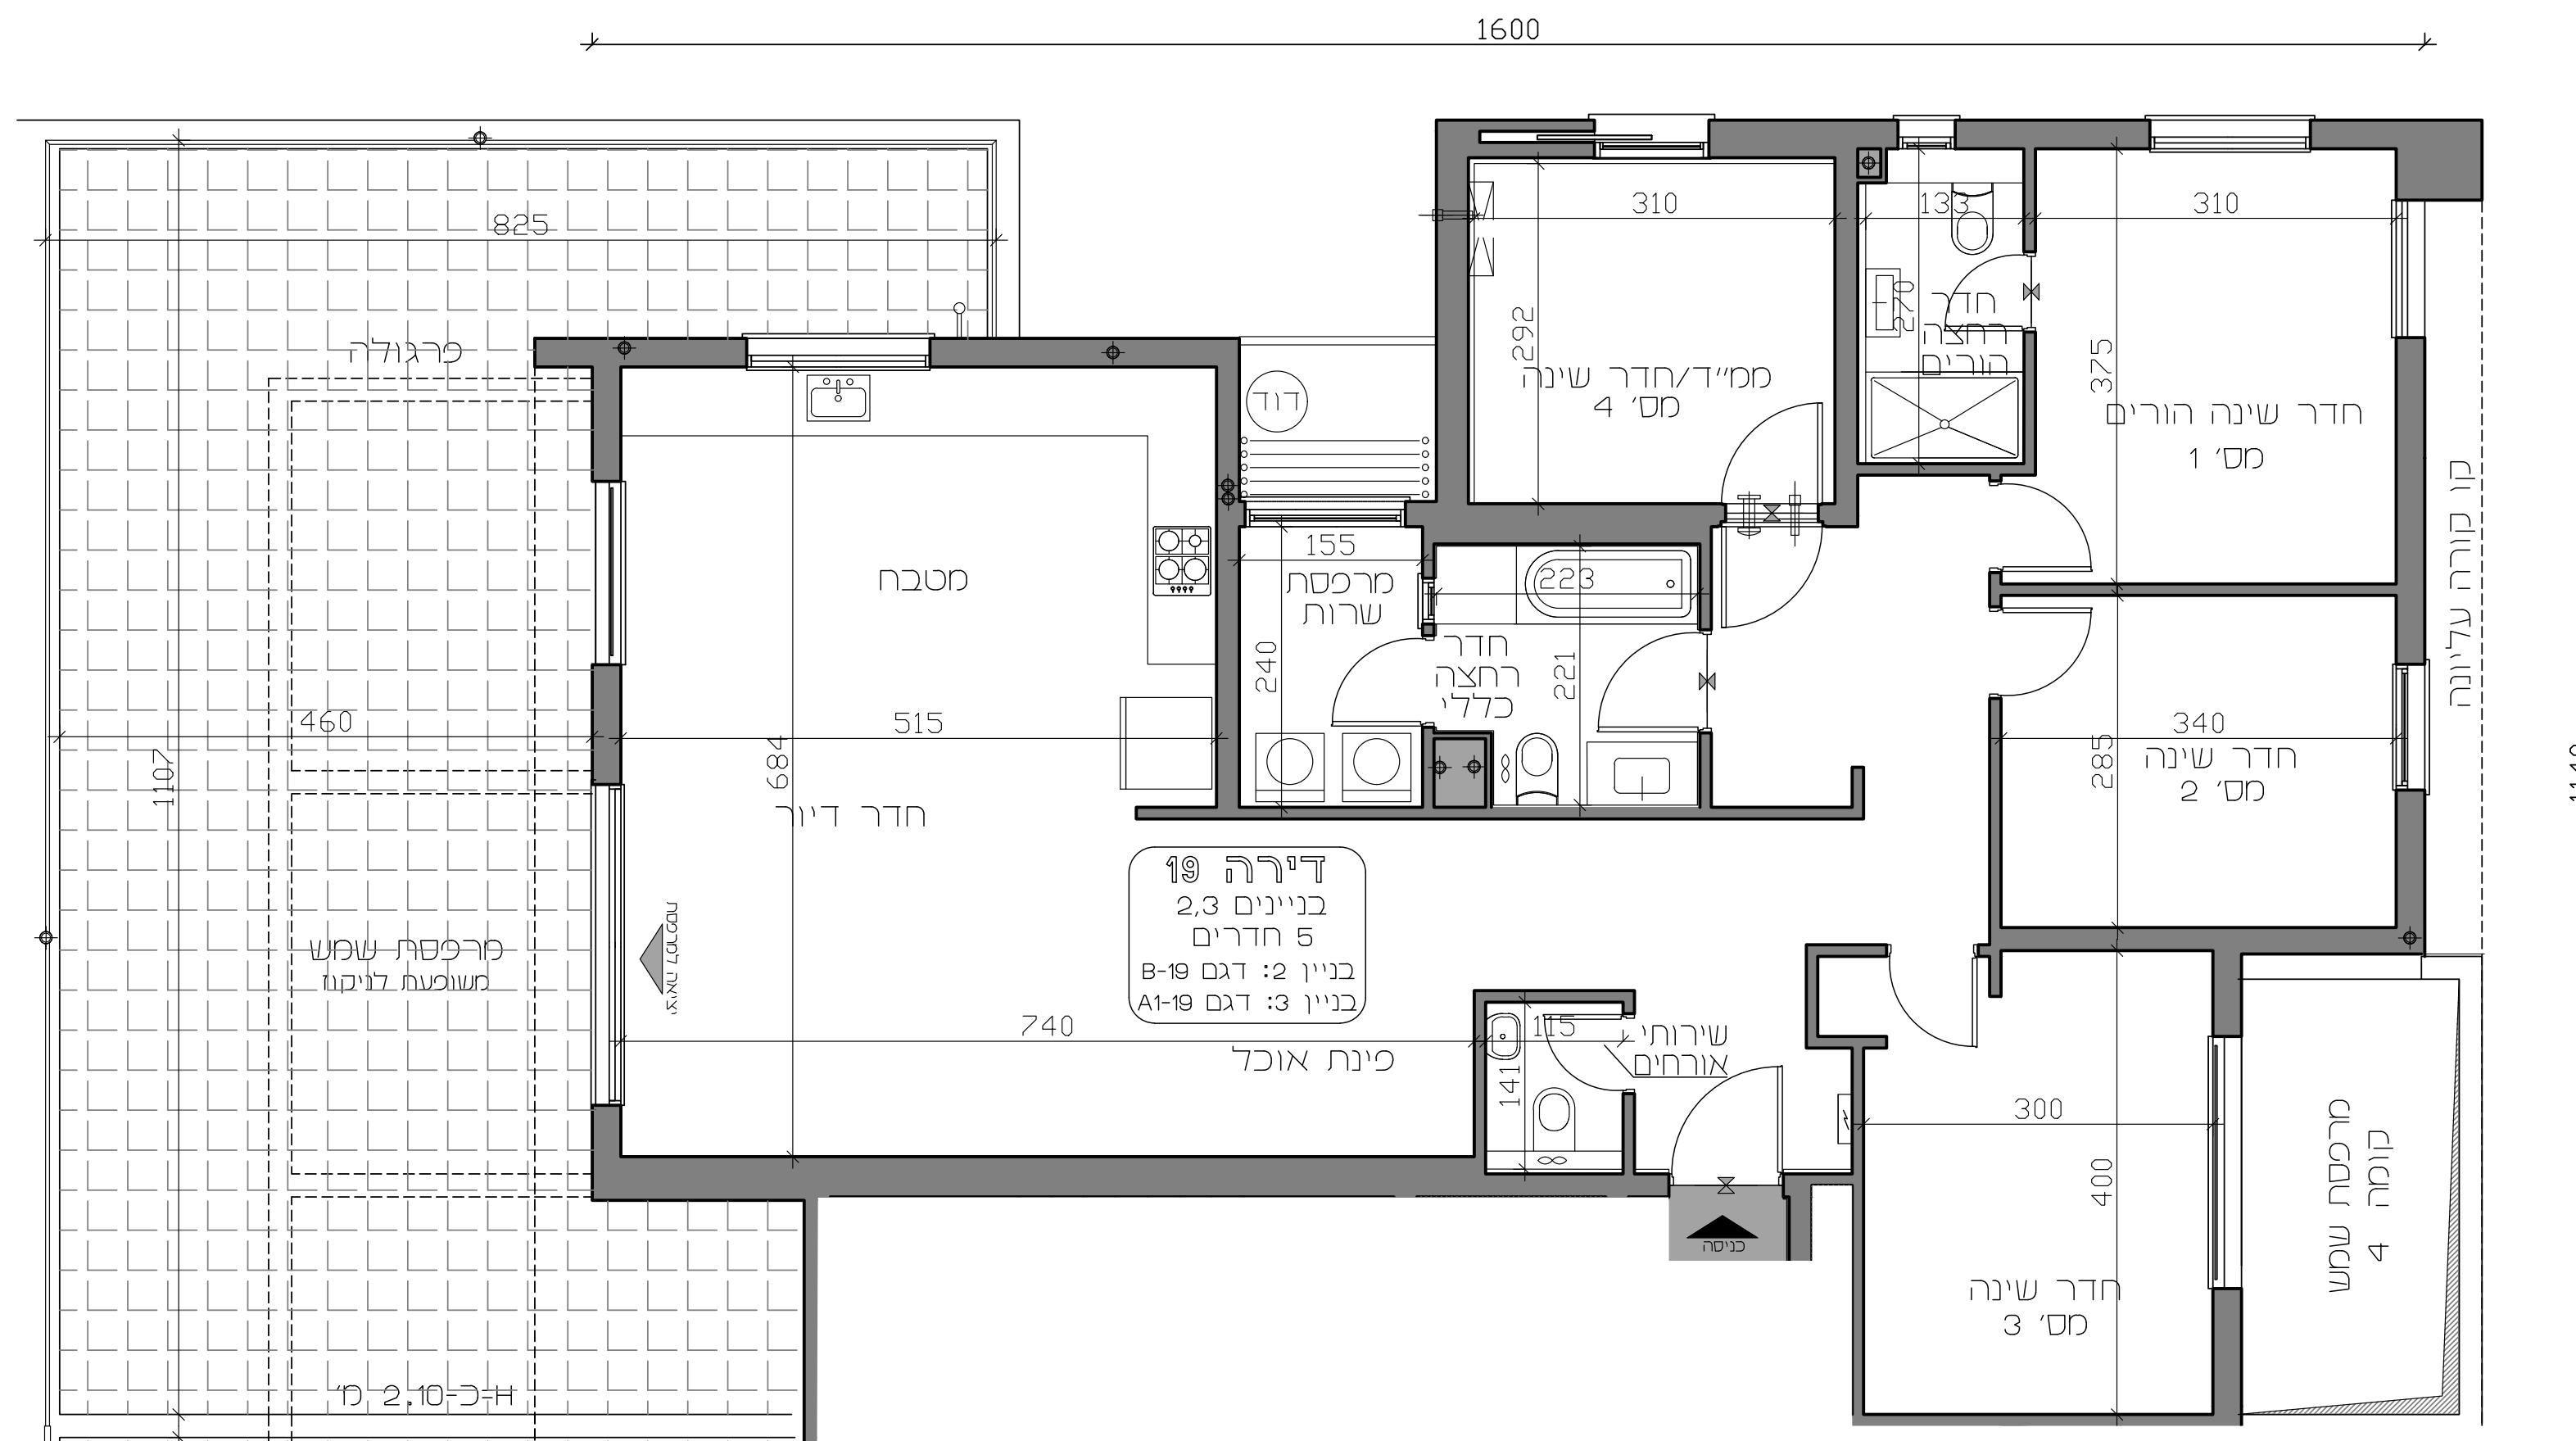 1600
825
פרגולה
310
133
310
292
270
חדר
רחצה
הורים
375
ממ״ד/חדר שינה
מס׳ 4
חדר שינה הורים
מס׳ 1
דוד
קו קורה עליונה
מטבח
155
מרפסת
שרות
223
240
חדר
רחצה
כללי
221
460
1107
515
684
חדר דיור
340
285
חדר שינה
מס׳ 2
דירה 19
בניינים 2,3
5 חדרים
בניין 2: דגם B-19
בניין 3: דגם A1-19
יציאה למרפסת
מרפסת שמש
משופעת לניקוז
740
פינת אוכל
115
141
שירותי
אורחים
300
400
כניסה
חדר שינה
מס׳ 3
מרפסת שמש
קומה 4
H=כ-2.10 מ׳